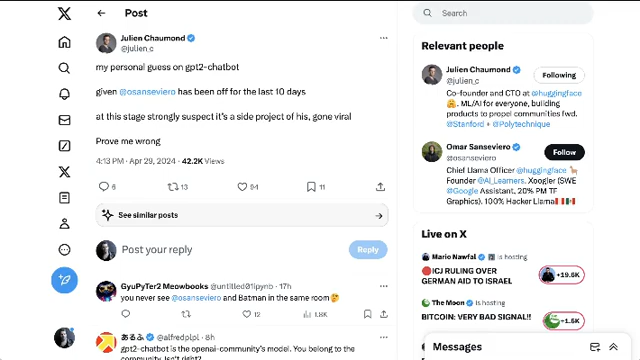 Post
Julien Chaumond
@julien_c
my personal guess on gpt2-chatbot
given @osanseviero has been off for the last 10 days
at this stage strongly suspect it's a side project of his, gone viral
Prove me wrong
4:13 PM · Apr 29, 2024 · 42.2K Views
6 13 94 11
See similar posts
Post your reply
Reply
GyuPyTer2 Meowbooks @untitled01ipynb · 17h
you never see @osanseviero and Batman in the same room
12 1.8K
あるふ @alfredplpl · 8h
gpt2-chatbot is the openai-community's model. You belong to the
community, isn't right?
Search
Relevant people
Julien Chaumond
@julien_c
Following
Co-founder and CTO at @huggingface
. ML/AI for everyone, building
products to propel communities fwd.
@Stanford + @Polytechnique
Omar Sanseviero
@osanseviero
Follow
Chief Llama Officer @huggingface
Founder @AI_Learners. Xoogler (SWE
@Google Assistant, 20% PM TF
Graphics). 100% Hacker Llama
Live on X
Mario Nawfal is hosting
ICJ RULING OVER
GERMAN AID TO ISRAEL
+19.6K
The Moon is hosting
BITCOIN: VERY BAD SIGNAL!!
+1.6K
Messages